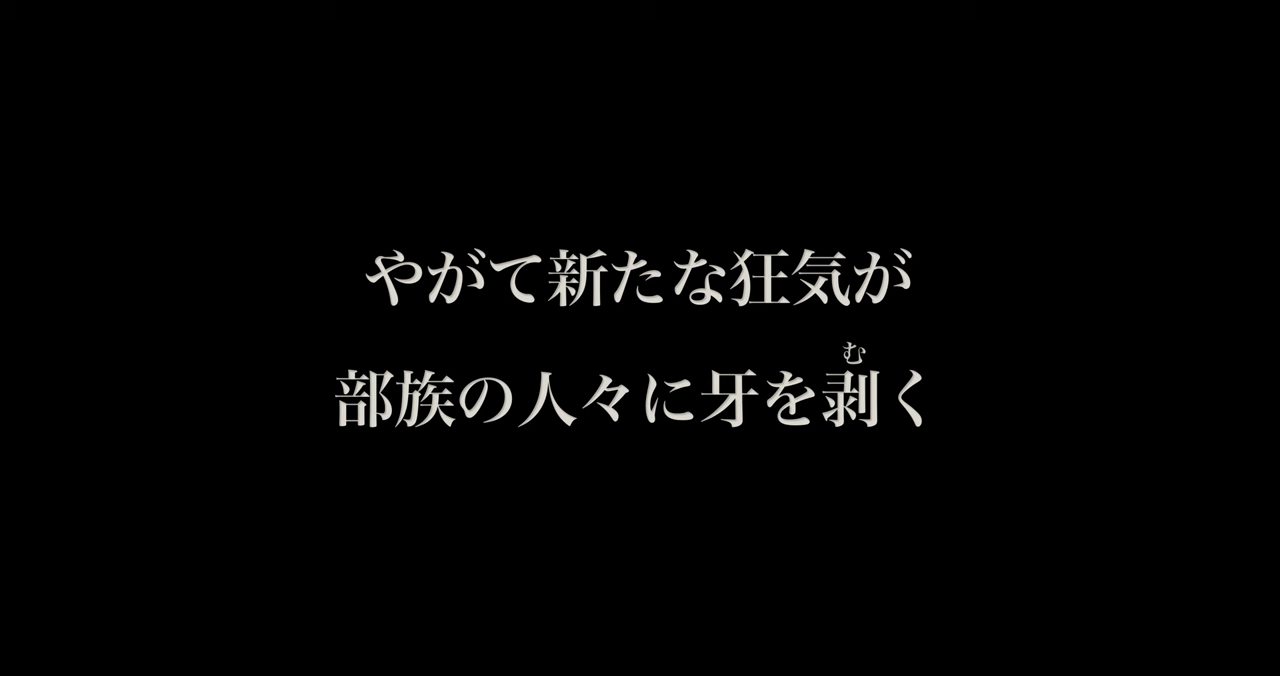 やがて新たな狂気が
部族の人々に牙を剥く
む